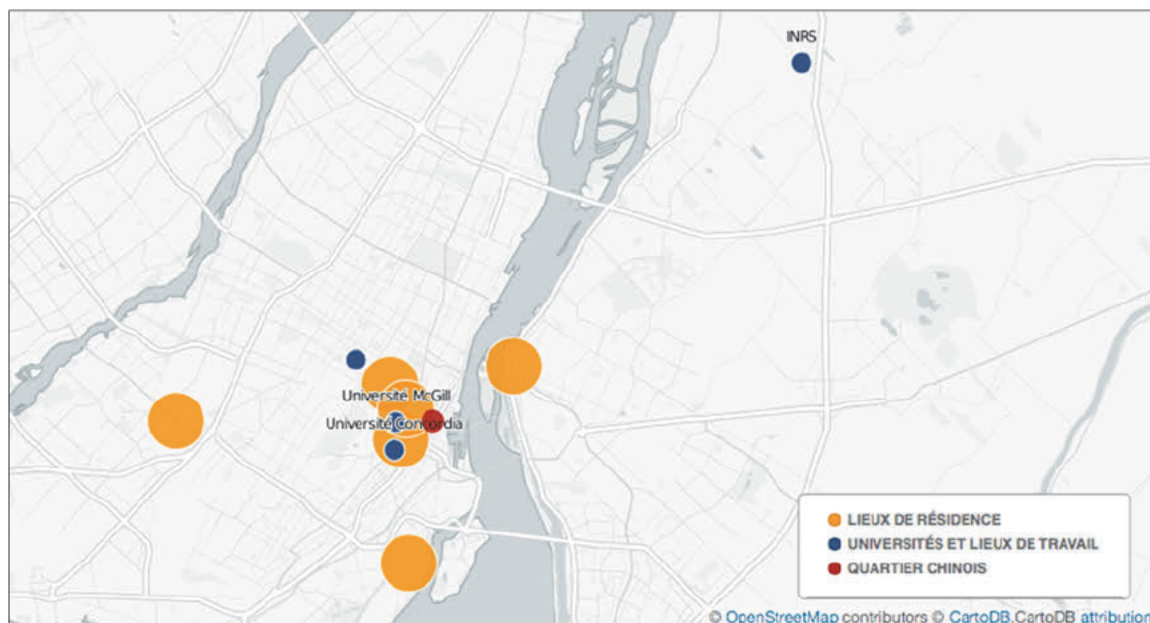 INRS
Université McGill
Université Concordia
LIEUX DE RÉSIDENCE
UNIVERSITÉS ET LIEUX DE TRAVAIL
QUARTIER CHINOIS
© OpenStreetMap contributors © CartoDB,CartoDB attribution